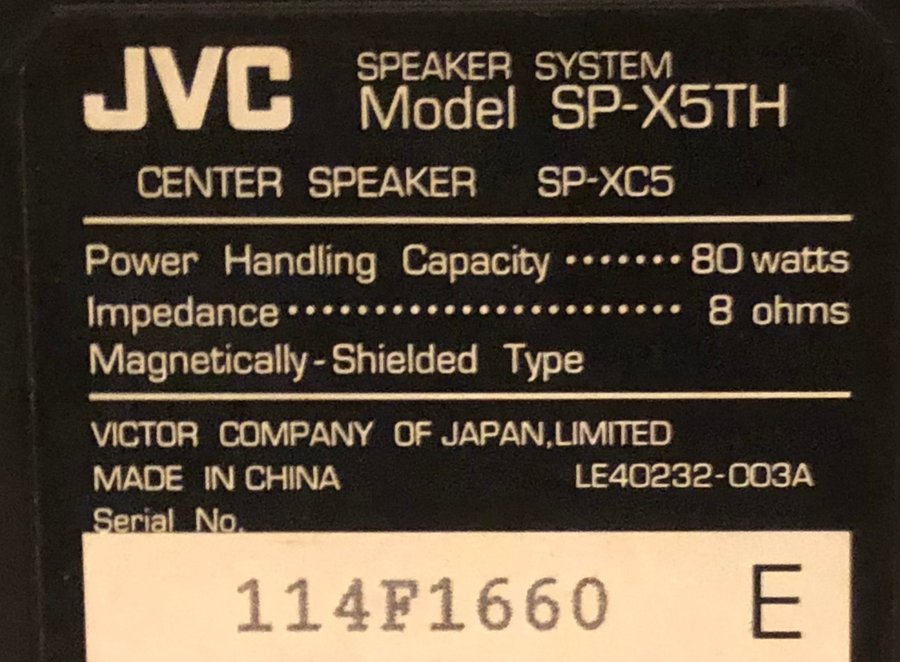 JVC SPEAKER SYSTEM
Model SP-X5TH
CENTER SPEAKER SP-XC5
Power Handling Capacity ······· 80 watts
Impedance ························ 8 ohms
Magnetically-Shielded Type
VICTOR COMPANY OF JAPAN,LIMITED
MADE IN CHINA LE40232-003A
Serial No.
114F1660 E